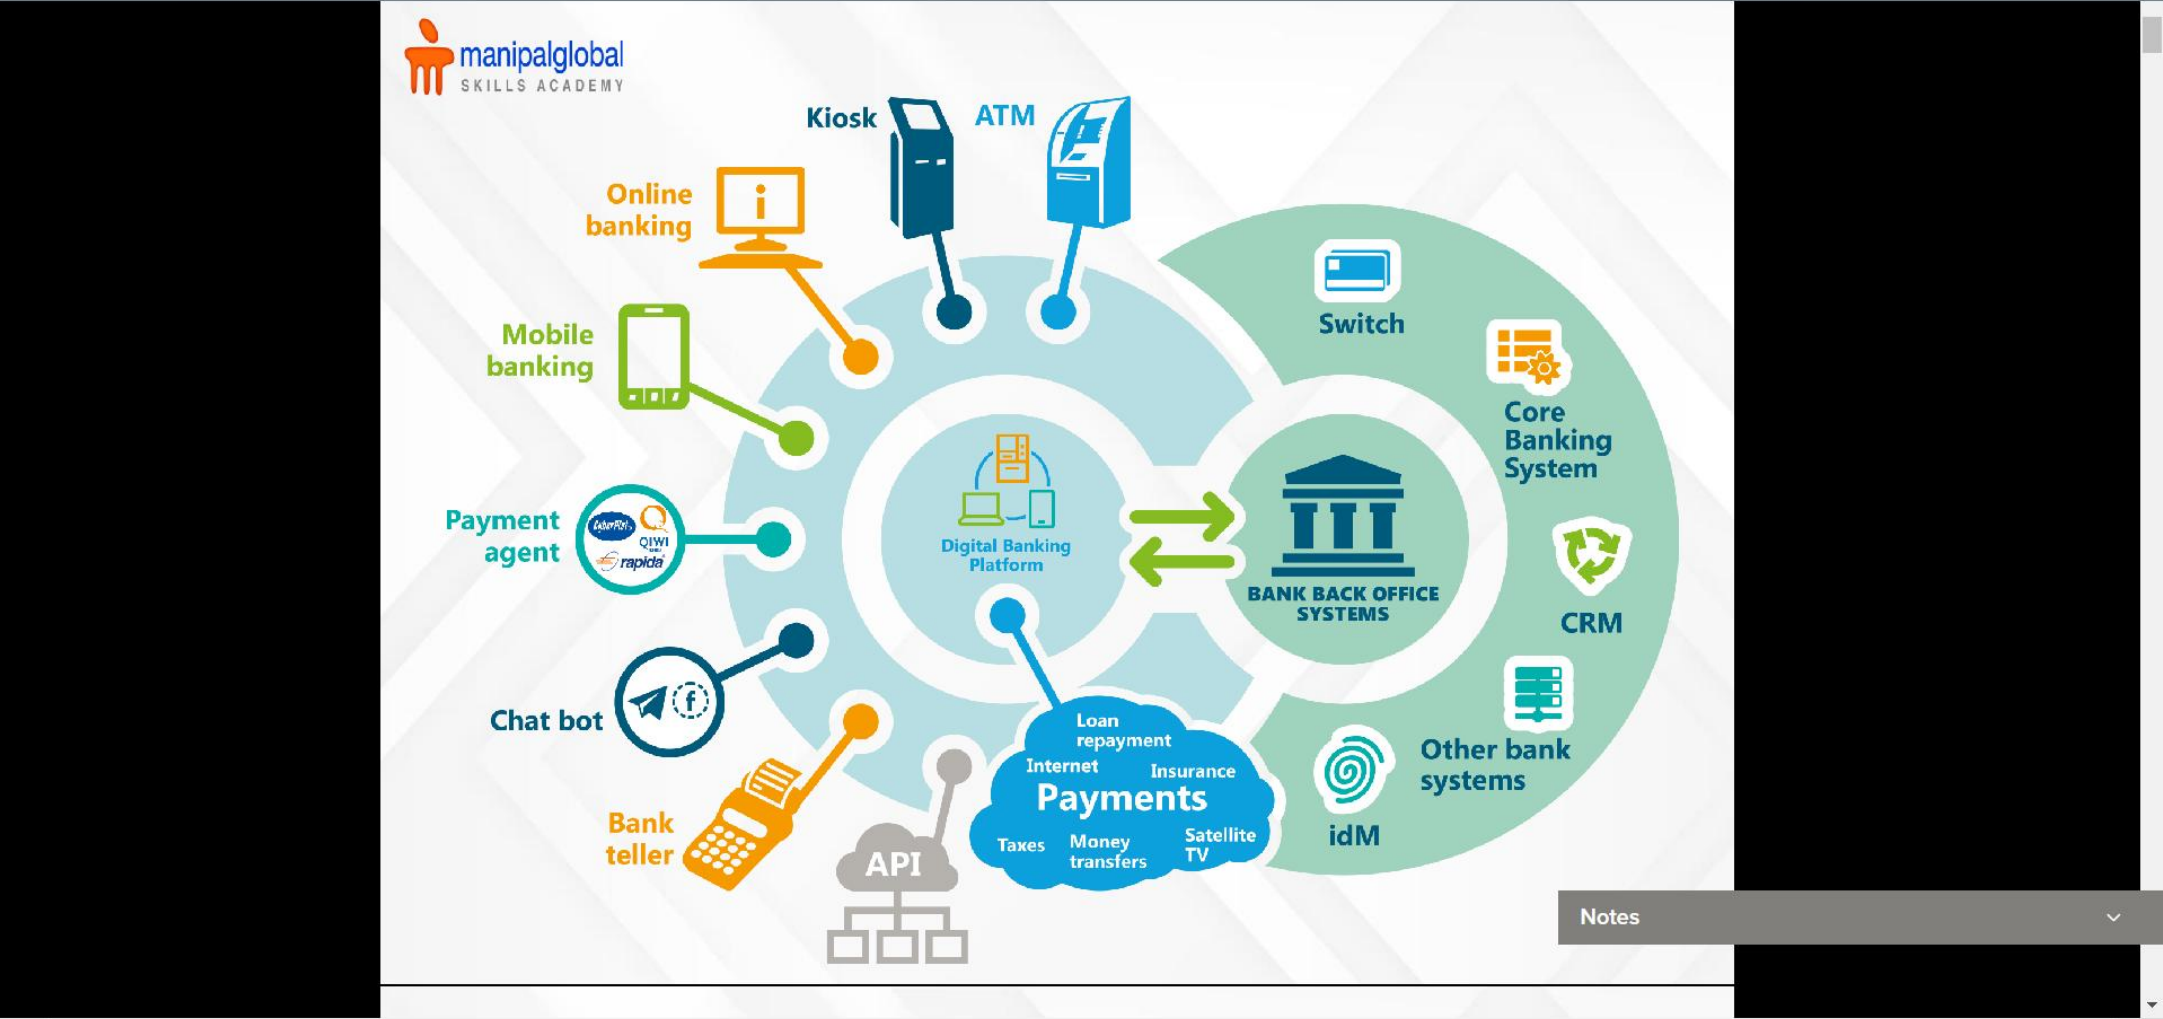 manipalglobal
SKILLS ACADEMY
Kiosk
ATM
Online
banking
i
Mobile
banking
Payment
agent
CyberPlat
QIWI
rapida
Chat bot
f
Bank
teller
API
Digital Banking
Platform
Loan
repayment
Internet
Insurance
Payments
Taxes
Money
transfers
Satellite
TV
BANK BACK OFFICE
SYSTEMS
Switch
Core
Banking
System
CRM
Other bank
systems
idM
Notes